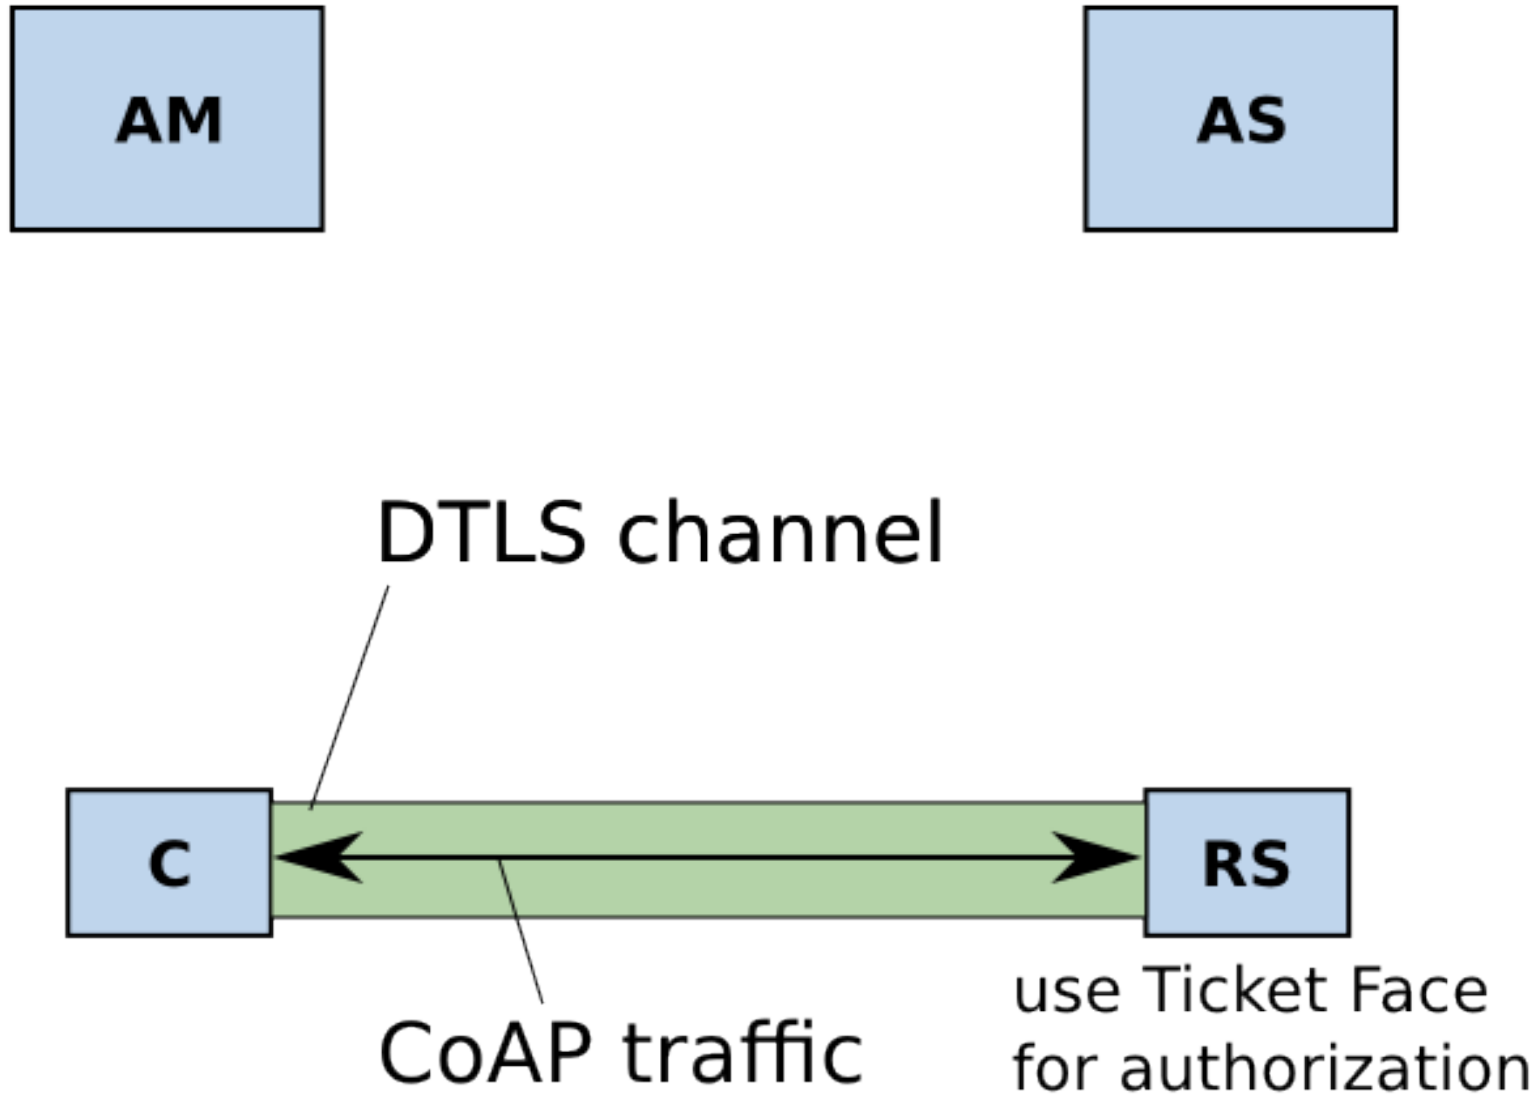 AM
AS
DTLS channel
C
RS
CoAP traffic
use Ticket Face
for authorization